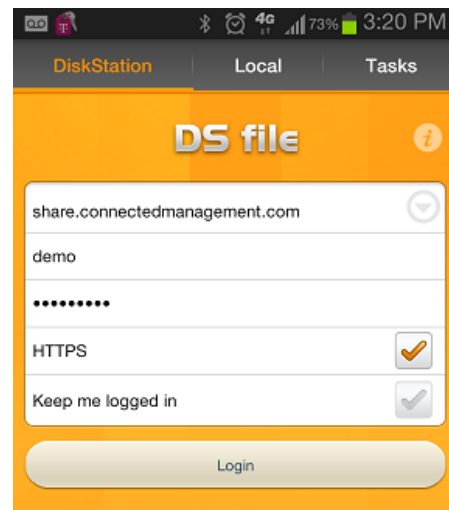 4G 73% 3:20 PM
DiskStation Local Tasks
DS file
share.connectedmanagement.com
demo
•••••••••
HTTPS
Keep me logged in
Login